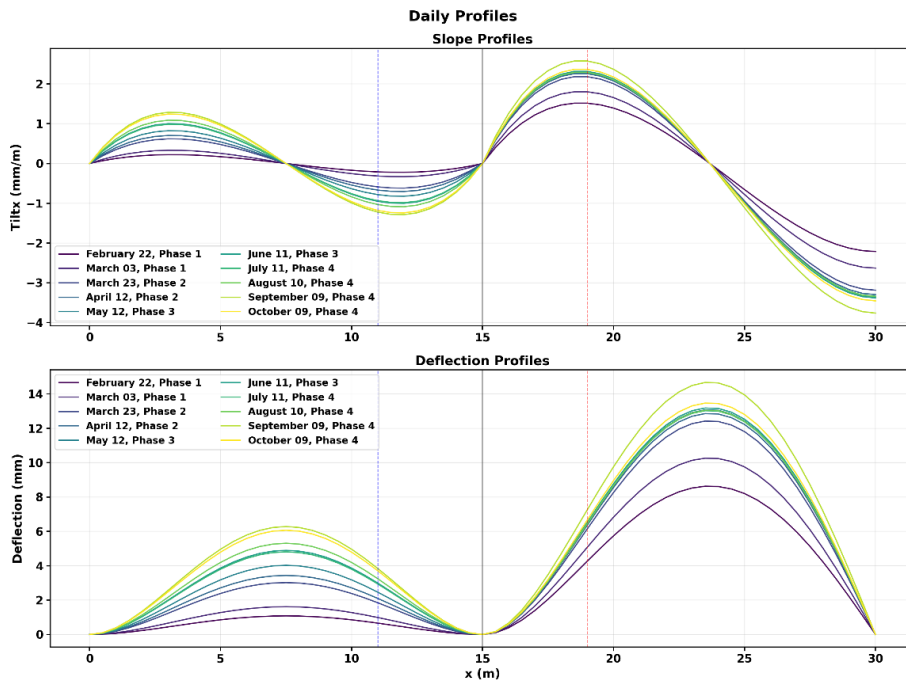 Daily Profiles
Slope Profiles
Tiltx (mm/m)
2
1
0
−1
−2
−3
−4
February 22, Phase 1
March 03, Phase 1
March 23, Phase 2
April 12, Phase 2
May 12, Phase 3
June 11, Phase 3
July 11, Phase 4
August 10, Phase 4
September 09, Phase 4
October 09, Phase 4
0 5 10 15 20 25 30
Deflection Profiles
Deflection (mm)
14
12
10
8
6
4
2
0
February 22, Phase 1
March 03, Phase 1
March 23, Phase 2
April 12, Phase 2
May 12, Phase 3
June 11, Phase 3
July 11, Phase 4
August 10, Phase 4
September 09, Phase 4
October 09, Phase 4
0 5 10 15 20 25 30
x (m)